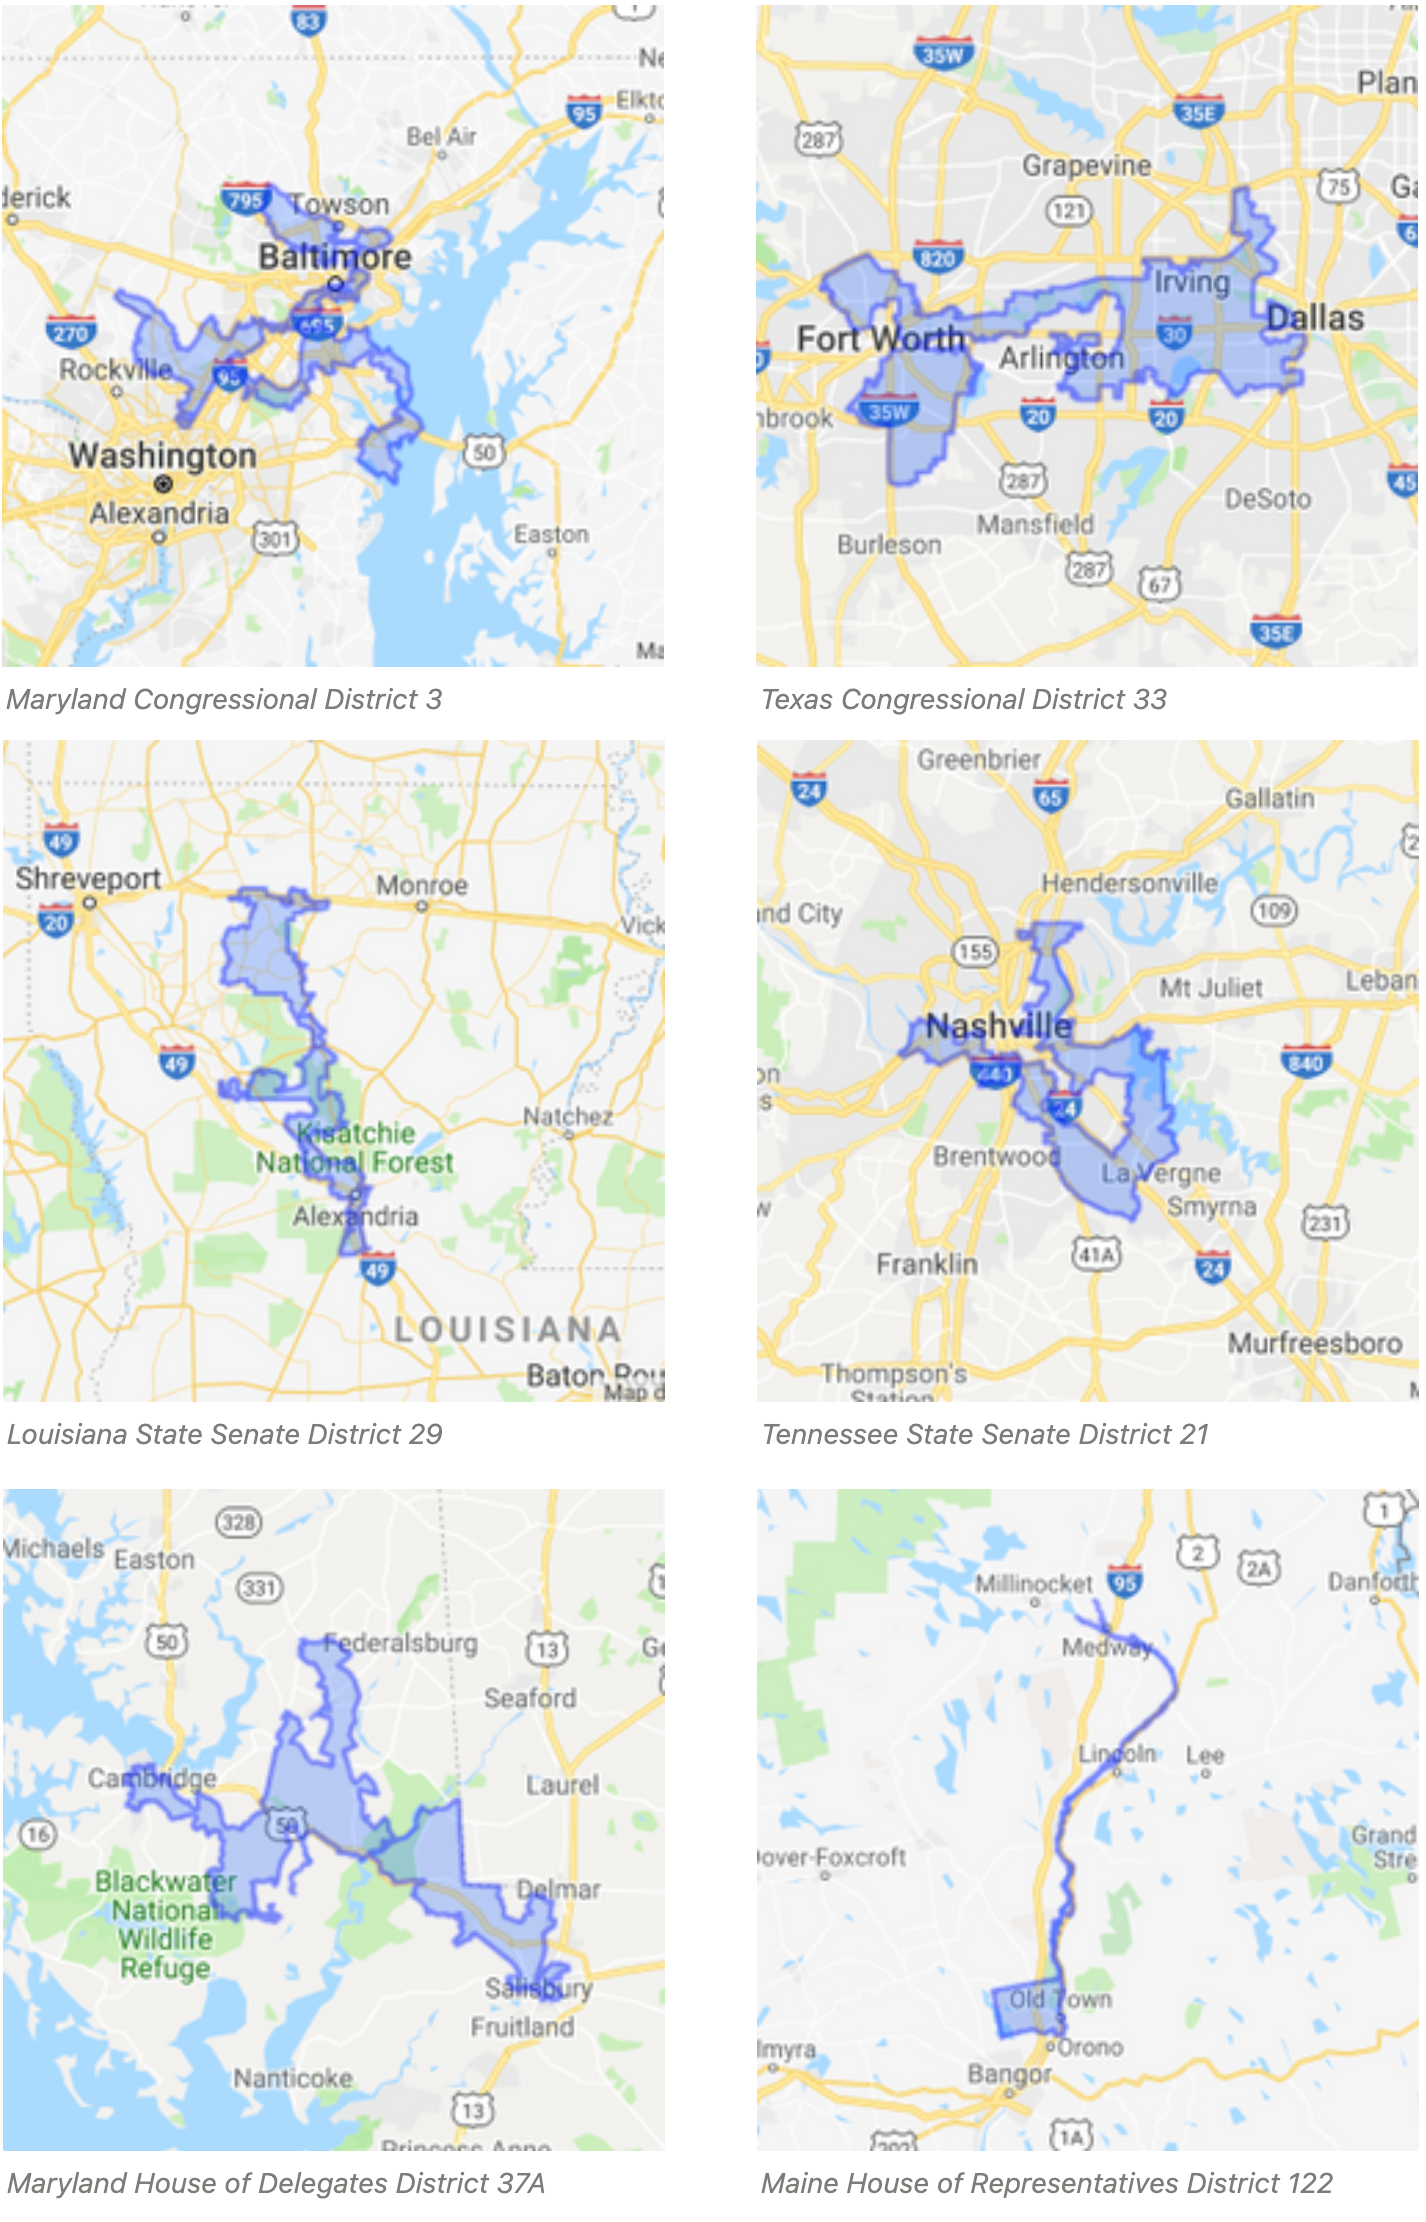 83
Ne
95
Elkto
Bel Air
derick
795
Towson
Baltimore
695
270
Rockville
95
Washington
50
Alexandria
301
Easton
Ma
Maryland Congressional District 3
35W
Plan
35E
287
Grapevine
75
Ga
121
820
Irving
Fort Worth
30
Dallas
Arlington
35W
20
20
nbrook
287
45
DeSoto
Mansfield
Burleson
287
67
35E
Texas Congressional District 33
49
Shreveport
Monroe
20
Vick
49
Natchez
Kisatchie
National Forest
Alexandria
49
LOUISIANA
Baton Rou
Map d
Louisiana State Senate District 29
Greenbrier
24
65
Gallatin
2
Hendersonville
nd City
109
155
Mt Juliet
Leban
Nashville
440
840
on
s
24
Brentwood
La Vergne
w
Smyrna
231
Franklin
41A
24
Murfreesboro
Thompson's
Station
Tennessee State Senate District 21
328
Michaels
Easton
331
50
Federalsburg
13
Ge
Seaford
Cambridge
Laurel
50
16
Blackwater
National
Wildlife
Refuge
Delmar
Salisbury
Fruitland
Nanticoke
13
Princess Anne
Maryland House of Delegates District 37A
1
2
2A
Millinocket
95
Danforth
Medway
Lincoln
Lee
Dover-Foxcroft
Grand
Stre
Old Town
lmyra
Orono
Bangor
202
1A
Maine House of Representatives District 122